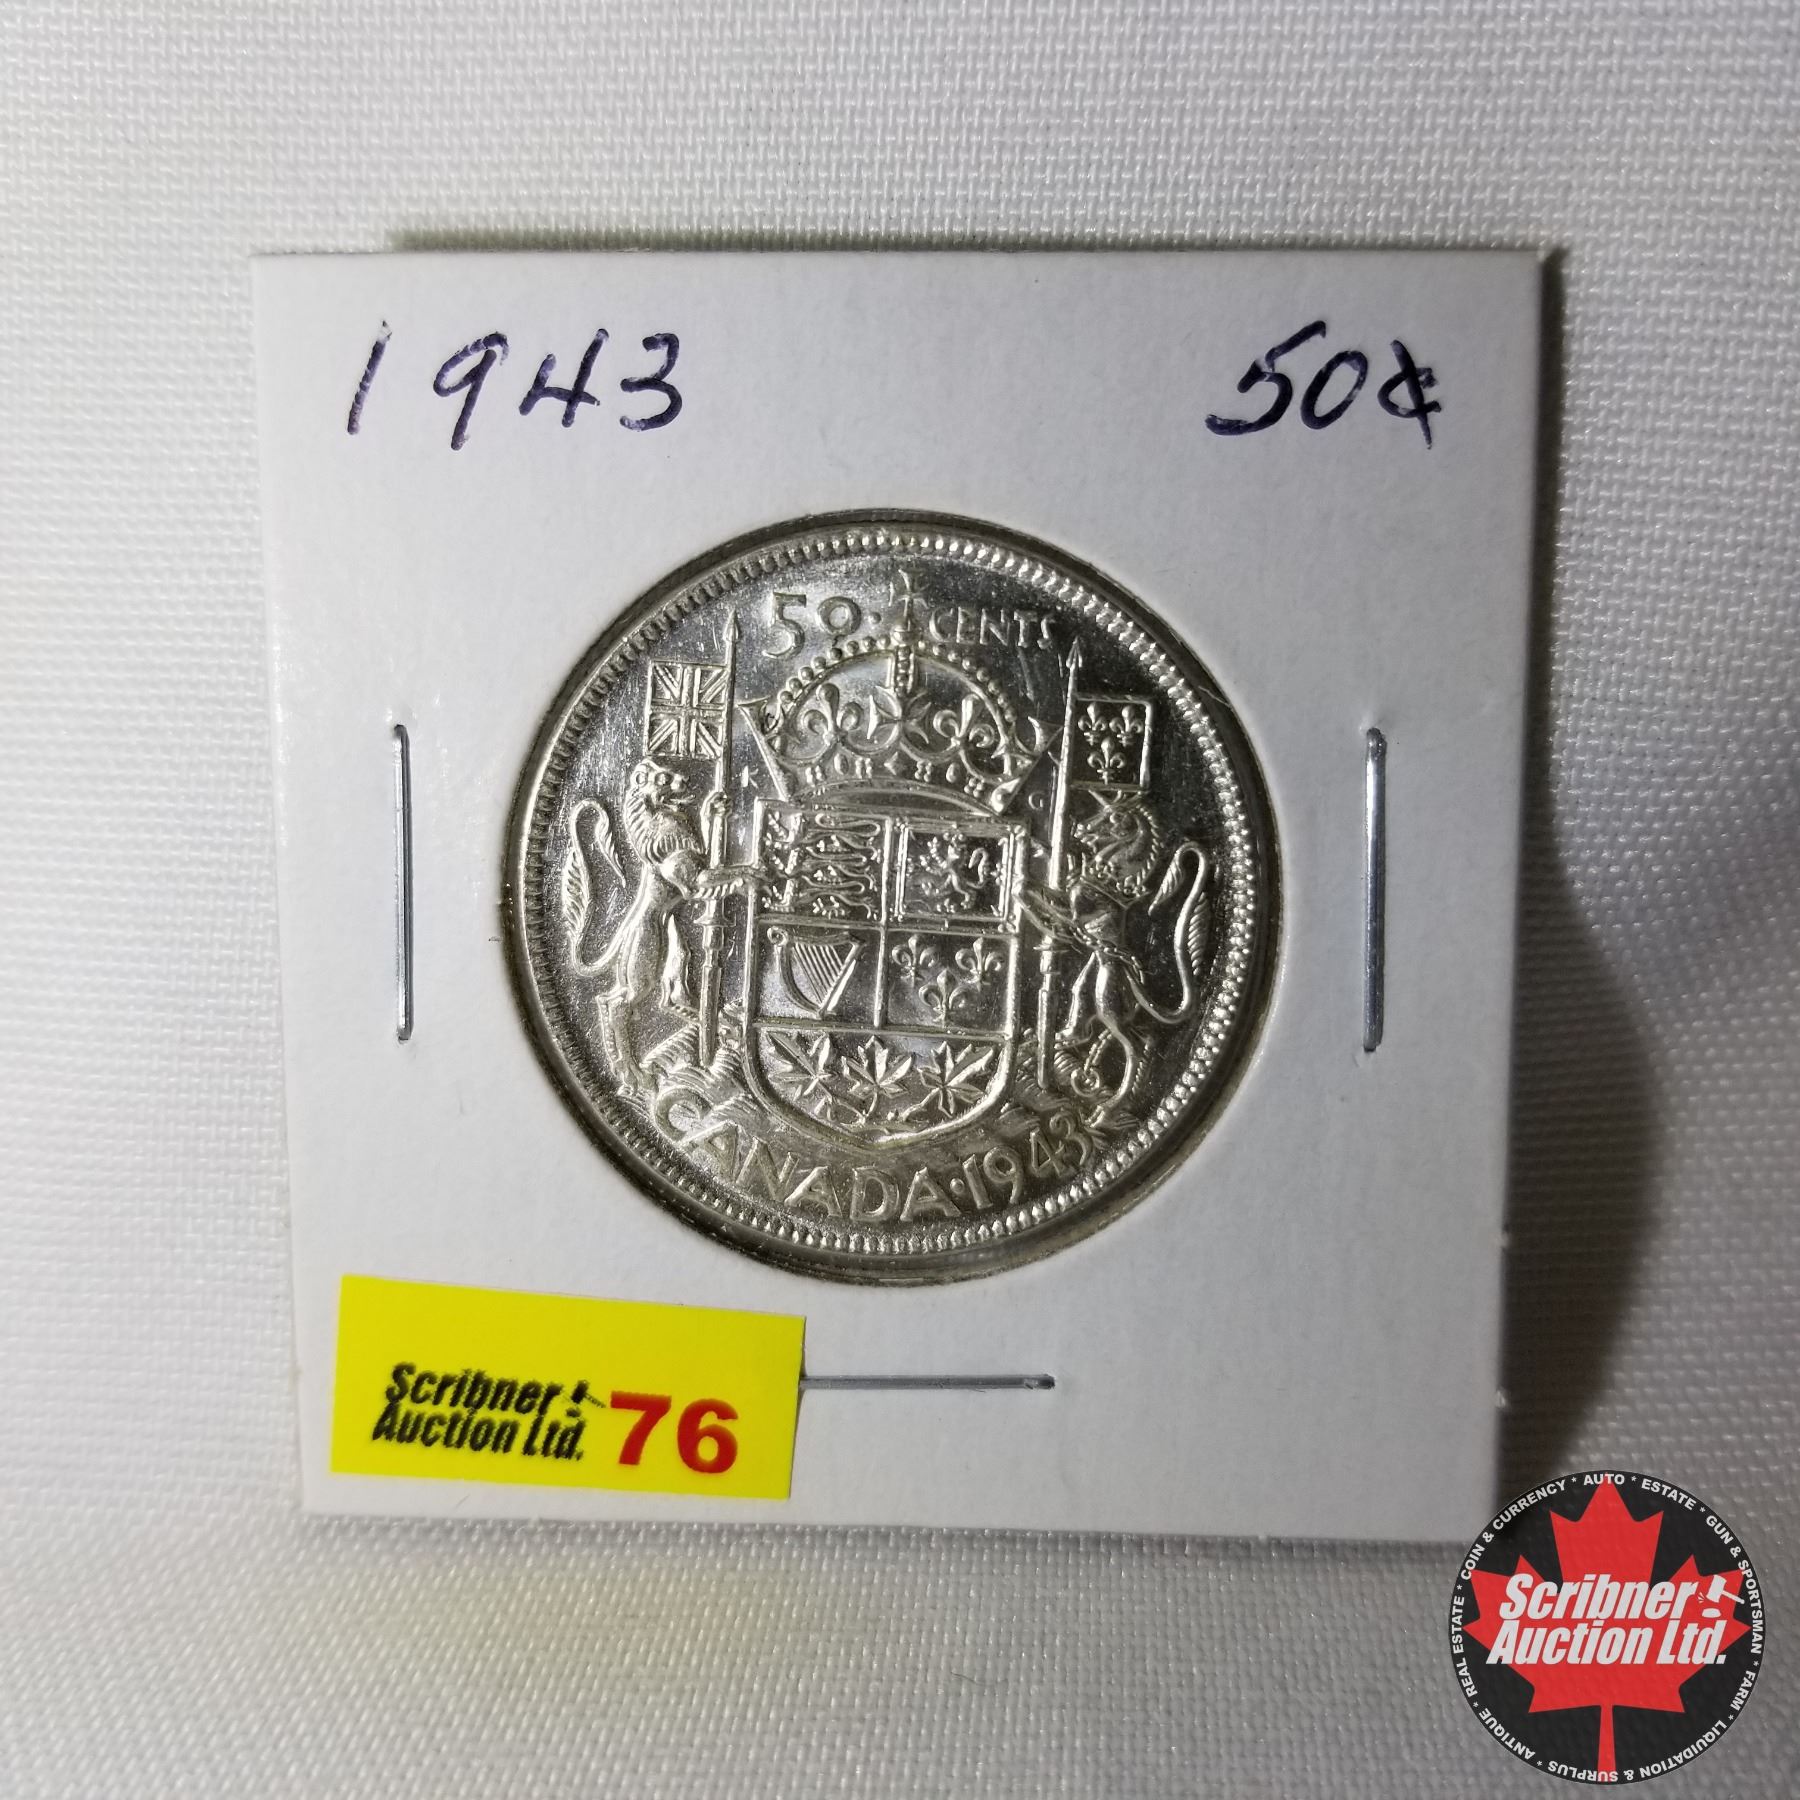 1943 50¢
50 · CENTS
K G
CANADA · 1943
Scribner
Auction Ltd. 76
COIN & CURRENCY * AUTO * ESTATE * GUN & SPORTSMAN * FARM * LIQUIDATION & SURPLUS * ANTIQUE * REAL ESTATE *
Scribner
Auction Ltd.